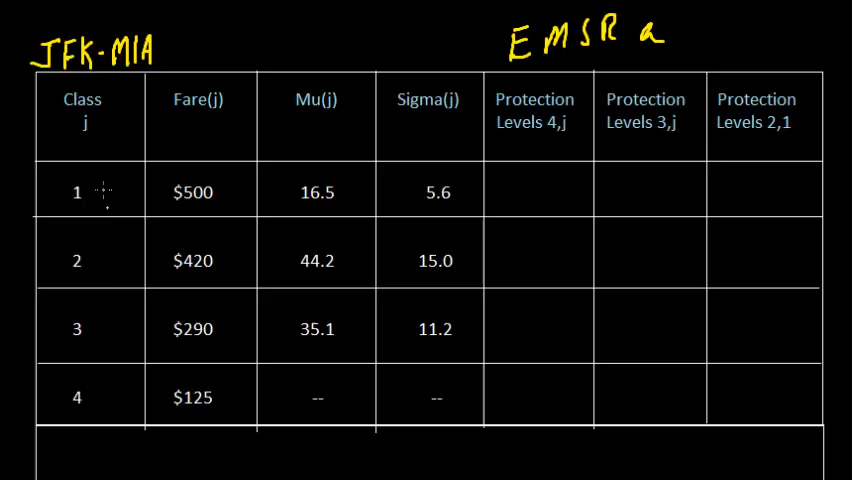 JFK-MIA
EMSR a
Class j Fare(j) Mu(j) Sigma(j) Protection Levels 4,j Protection Levels 3,j Protection Levels 2,1
1 $500 16.5 5.6
2 $420 44.2 15.0
3 $290 35.1 11.2
4 $125 -- --